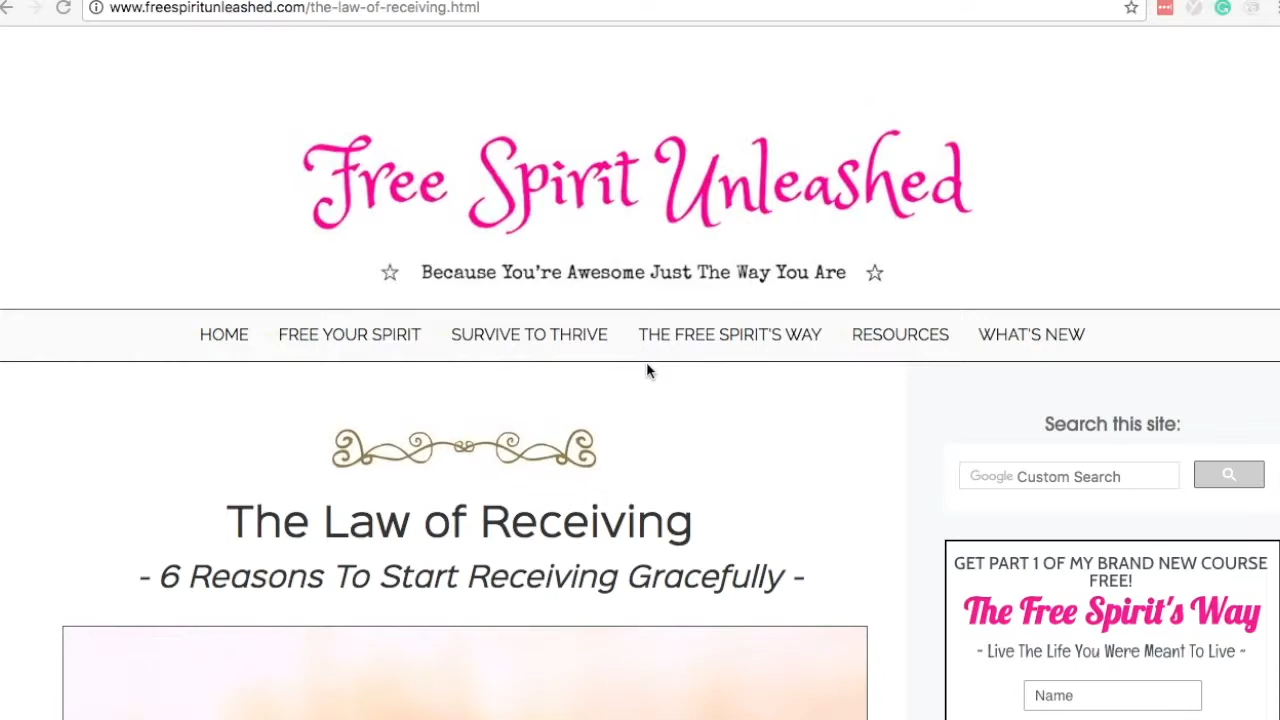 www.freespiritunleashed.com/the-law-of-receiving.html
Free Spirit Unleashed
☆ Because You're Awesome Just The Way You Are ☆
HOME FREE YOUR SPIRIT SURVIVE TO THRIVE THE FREE SPIRIT'S WAY RESOURCES WHAT'S NEW
The Law of Receiving
- 6 Reasons To Start Receiving Gracefully -
Search this site:
Google Custom Search
GET PART 1 OF MY BRAND NEW COURSE
FREE!
The Free Spirit's Way
~ Live The Life You Were Meant To Live ~
Name